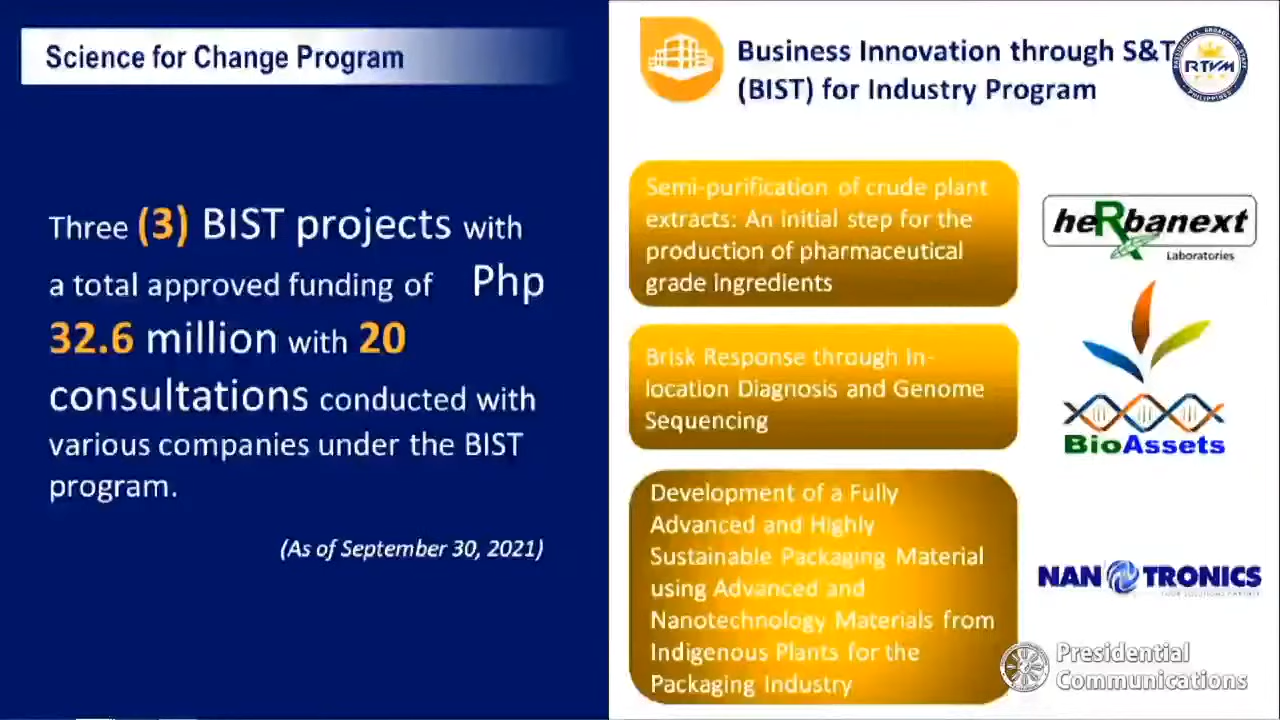 Science for Change Program
Three (3) BIST projects with
a total approved funding of Php
32.6 million with 20
consultations conducted with
various companies under the BIST
program.
(As of September 30, 2021)
Business Innovation through S&T
(BIST) for Industry Program
RTVM
Semi-purification of crude plant
extracts: An initial step for the
production of pharmaceutical
grade ingredients
heRbanext
Laboratories
Brisk Response through In-
location Diagnosis and Genome
Sequencing
BioAssets
Development of a Fully
Advanced and Highly
Sustainable Packaging Material
using Advanced and
Nanotechnology Materials from
Indigenous Plants for the
Packaging Industry
NANOTRONICS
Presidential
Communications